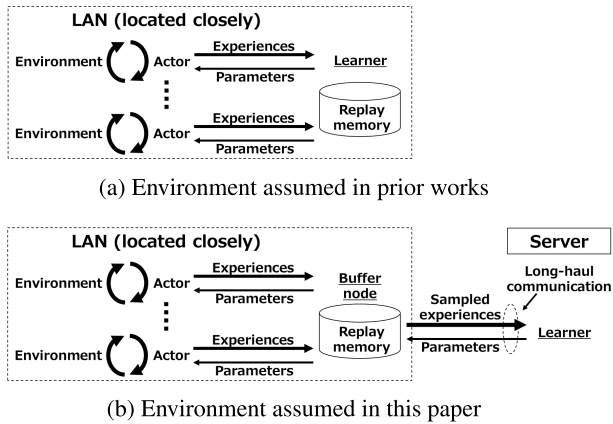 LAN (located closely)
Environment
Actor
Experiences
Parameters
Learner
Environment
Actor
Experiences
Parameters
Replay
memory
(a) Environment assumed in prior works
LAN (located closely)
Server
Environment
Actor
Experiences
Parameters
Buffer
node
Long-haul
communication
Sampled
experiences
Parameters
Learner
Environment
Actor
Experiences
Parameters
Replay
memory
(b) Environment assumed in this paper